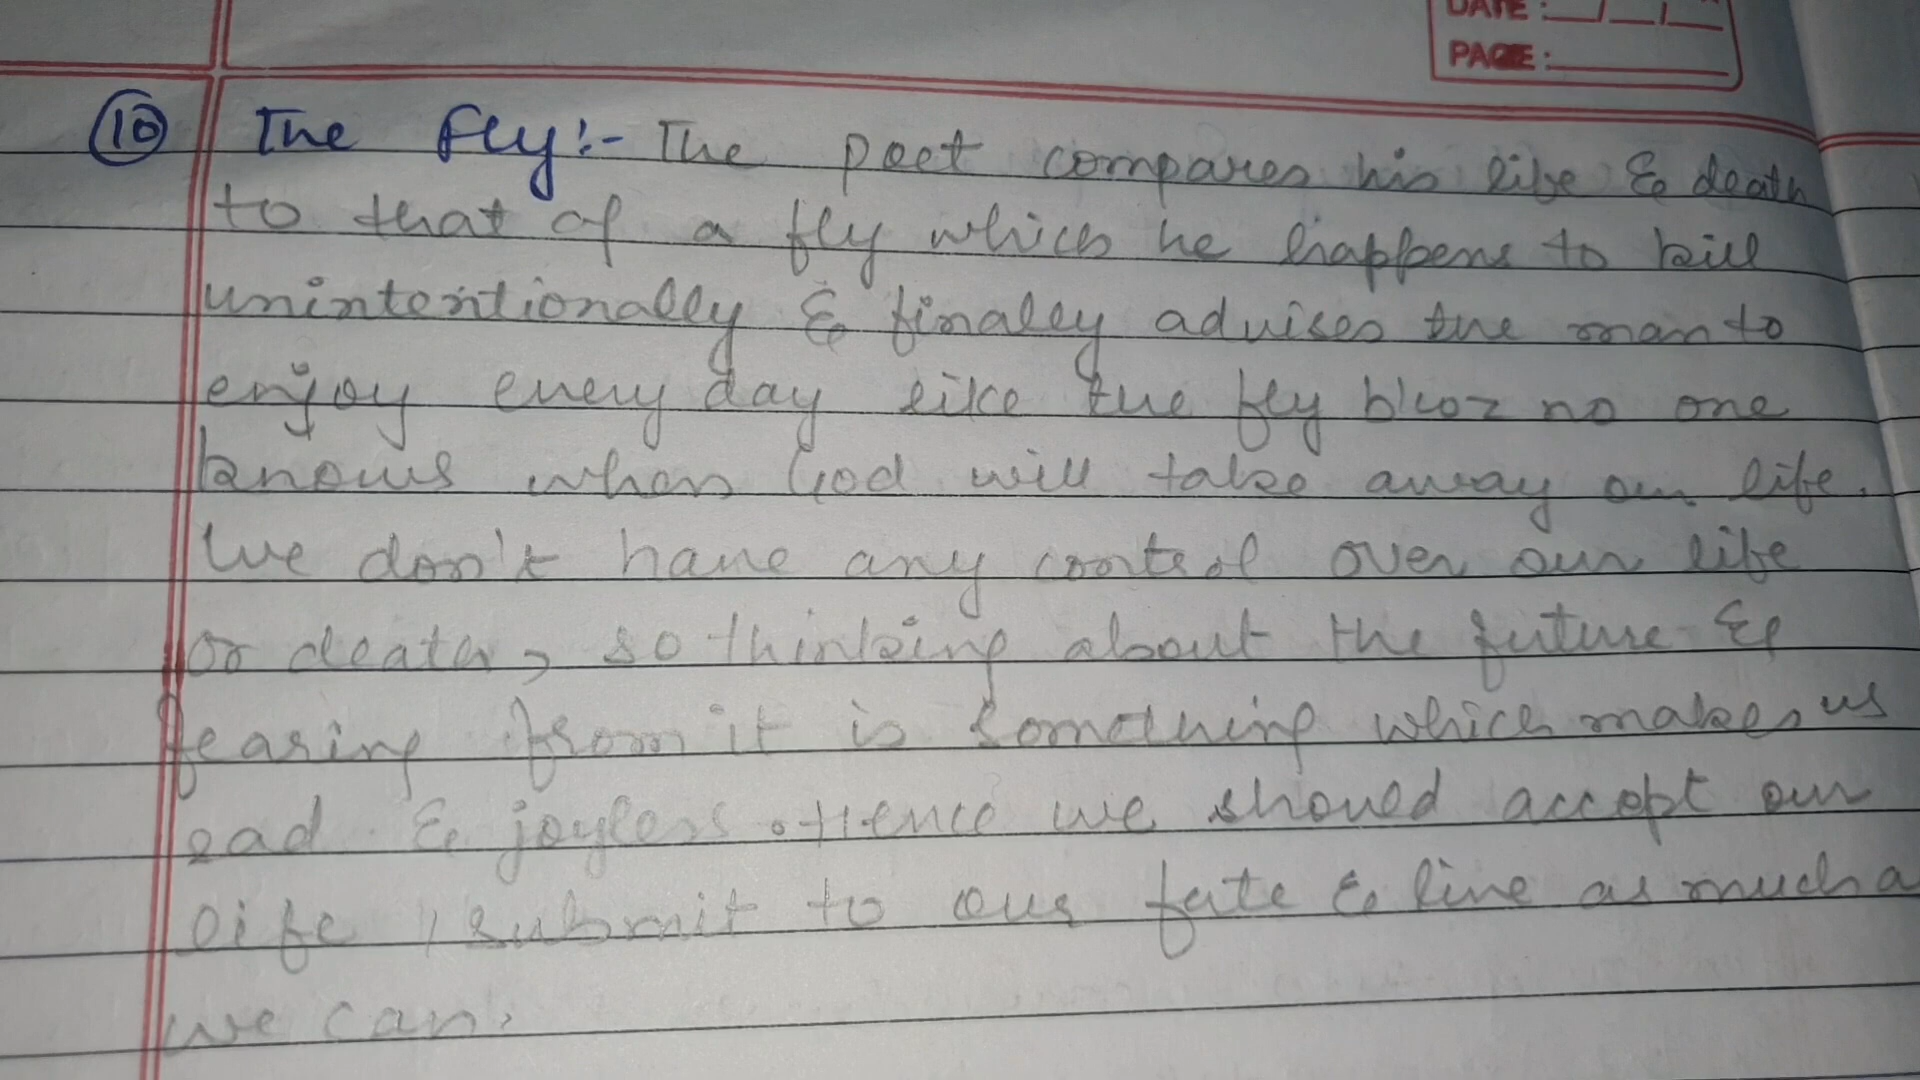 DATE : __/__/__
PAGE :
10 The Fly:- The poet compares his life & death
to that of a fly which he happens to kill
unintentionally & finally advises the man to
enjoy every day like the fly b'coz no one
knows when God will take away our life.
We don't have any control over our life
or death, so thinking about the future &
fearing from it is something which makes us
sad & joyless. Hence we should accept our
life, submit to our fate & live as much a
we can.